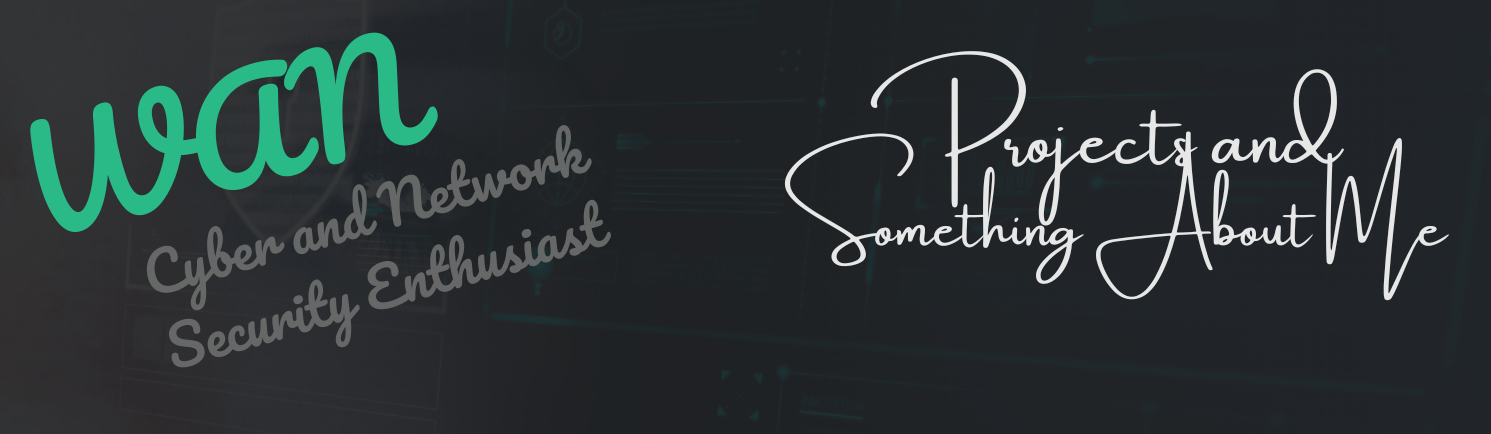 wan
Cyber and Network
Security Enthusiast
Projects and
Something About Me